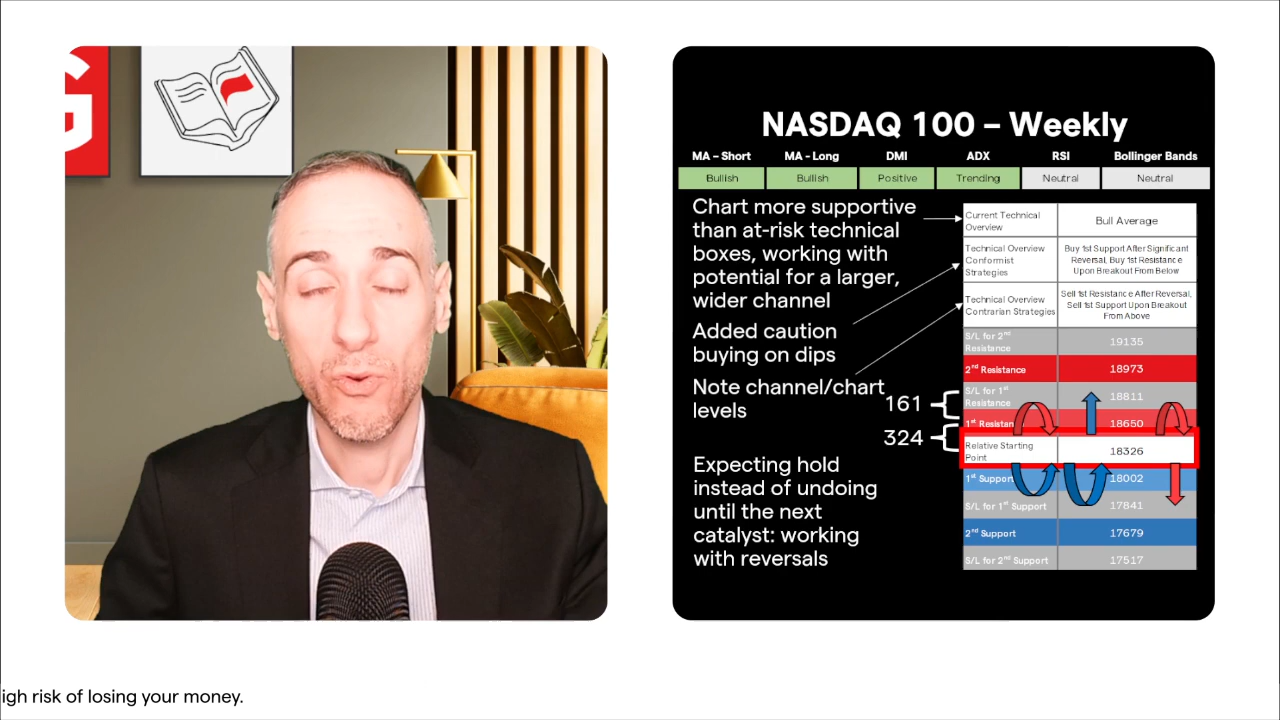 G
NASDAQ 100 – Weekly
MA – Short MA - Long DMI ADX RSI Bollinger Bands
Bullish Bullish Positive Trending Neutral Neutral
Chart more supportive
than at-risk technical
boxes, working with
potential for a larger,
wider channel
Added caution
buying on dips
Note channel/chart
levels
161
324
Expecting hold
instead of undoing
until the next
catalyst: working
with reversals
Current Technical
Overview
Bull Average
Technical Overview
Conformist
Strategies
Buy 1st Support After Significant
Reversal, Buy 1st Resistance
Upon Breakout From Below
Technical Overview
Contrarian Strategies
Sell 1st Resistance After Reversal,
Sell 1st Support Upon Breakout
From Above
S/L for 2nd
Resistance
19135
2nd Resistance 18973
S/L for 1st
Resistance
18811
1st Resistan 18650
Relative Starting
Point
18326
1st Support 18002
S/L for 1st Support 17841
2nd Support 17679
S/L for 2nd Support 17517
igh risk of losing your money.